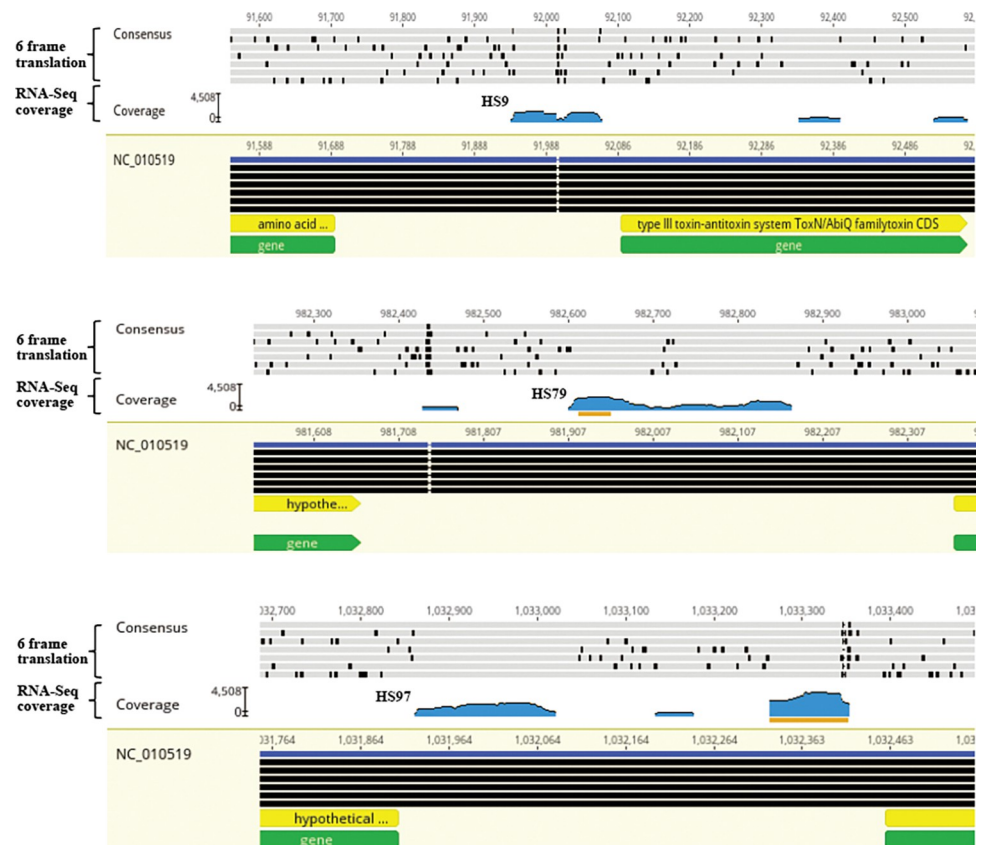 91,600 91,700 91,800 91,9 92,000 92,100 92,200 92,300 92,400 92,500 92,
6 frame
translation
Consensus
RNA-Seq
coverage
4,508
0
Coverage
HS9
91,588 91,688 91,788 91,888 91,988 92,086 92,186 92,286 92,386 92,486 92,
NC_010519
amino acid ...
type III toxin-antitoxin system ToxN/AbiQ familytoxin CDS
gene
gene
982,300 982,400 982,500 982,600 982,700 982,800 982,900 983,000
6 frame
translation
Consensus
RNA-Seq
coverage
4,508
0
Coverage
HS79
981,608 981,708 981,807 981,907 982,007 982,107 982,207 982,307
NC_010519
hypothe...
gene
032,700 1,032,800 1,032,900 1,033,000 1,033,100 1,033,200 1,033,300 1,033,400 1,03
6 frame
translation
Consensus
RNA-Seq
coverage
4,508
0
Coverage
HS97
031,764 1,031,864 1,031,964 1,032,064 1,032,164 1,032,264 1,032,363 1,032,463 1,03
NC_010519
hypothetical ...
gene